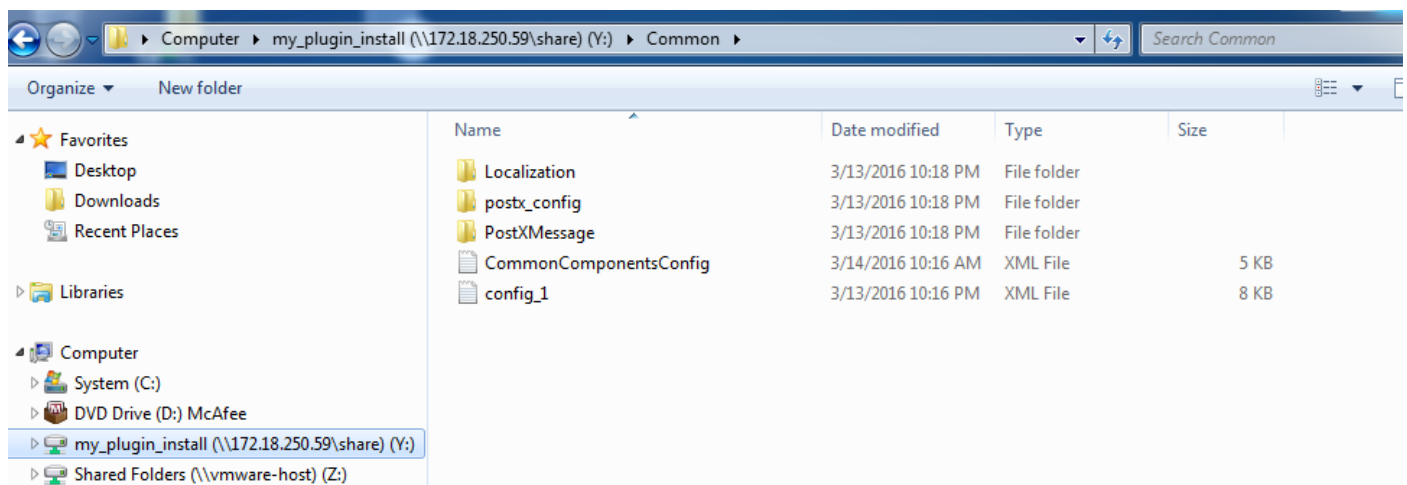 Computer ▸ my_plugin_install (\\172.18.250.59\share) (Y:) ▸ Common ▸
Search Common
Organize
New folder
Favorites
Desktop
Downloads
Recent Places
Libraries
Computer
System (C:)
DVD Drive (D:) McAfee
my_plugin_install (\\172.18.250.59\share) (Y:)
Shared Folders (\\vmware-host) (Z:)
Name Date modified Type Size
Localization 3/13/2016 10:18 PM File folder
postx_config 3/13/2016 10:18 PM File folder
PostXMessage 3/13/2016 10:18 PM File folder
CommonComponentsConfig 3/14/2016 10:16 AM XML File 5 KB
config_1 3/13/2016 10:16 PM XML File 8 KB